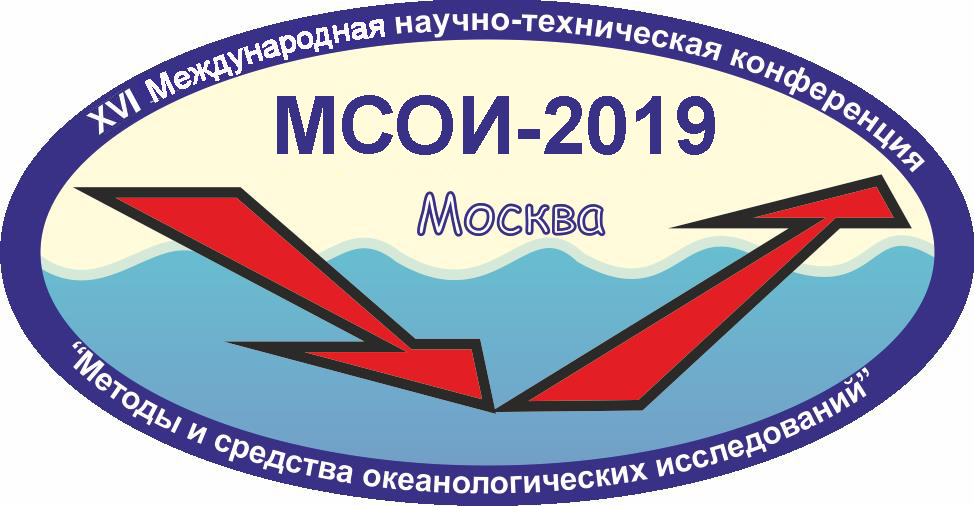 XVI Международная научно-техническая конференция
МСОИ-2019
Москва
“Методы и средства океанологических исследований”